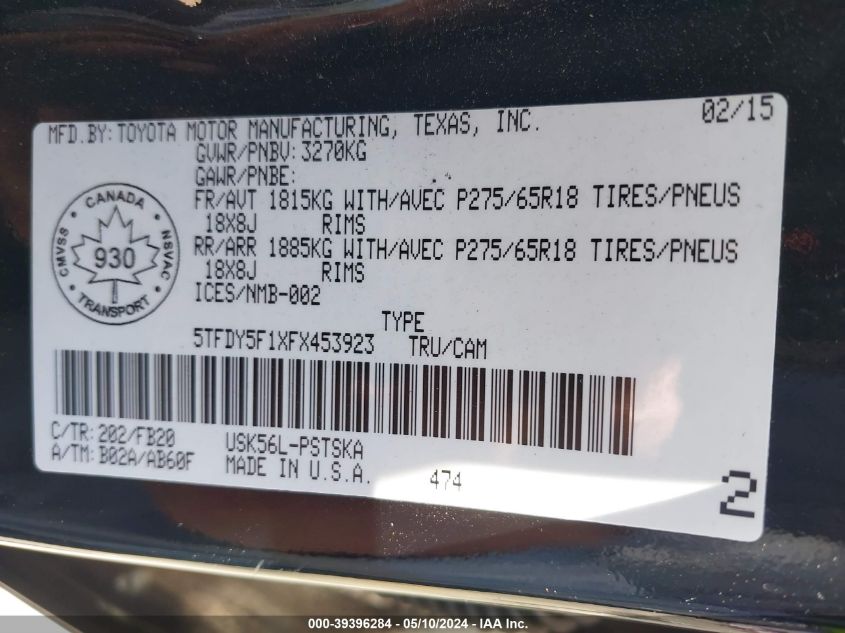 MFD.BY:TOYOTA MOTOR MANUFACTURING, TEXAS, INC. 02/15
GVWR/PNBV:3270KG
GAWR/PNBE:
FR/AVT 1815KG WITH/AVEC P275/65R18 TIRES/PNEUS
18X8J RIMS
RR/ARR 1885KG WITH/AVEC P275/65R18 TIRES/PNEUS
18X8J RIMS
ICES/NMB-002
CANADA
CMVSS 930 NSVAC
TRANSPORT
TYPE
5TFDY5F1XFX453923 TRU/CAM
C/TR:202/FB20 USK56L-PSTSKA
A/TM:B02A/AB60F MADE IN U.S.A. 474
2
000-39396284 - 05/10/2024 - IAA Inc.